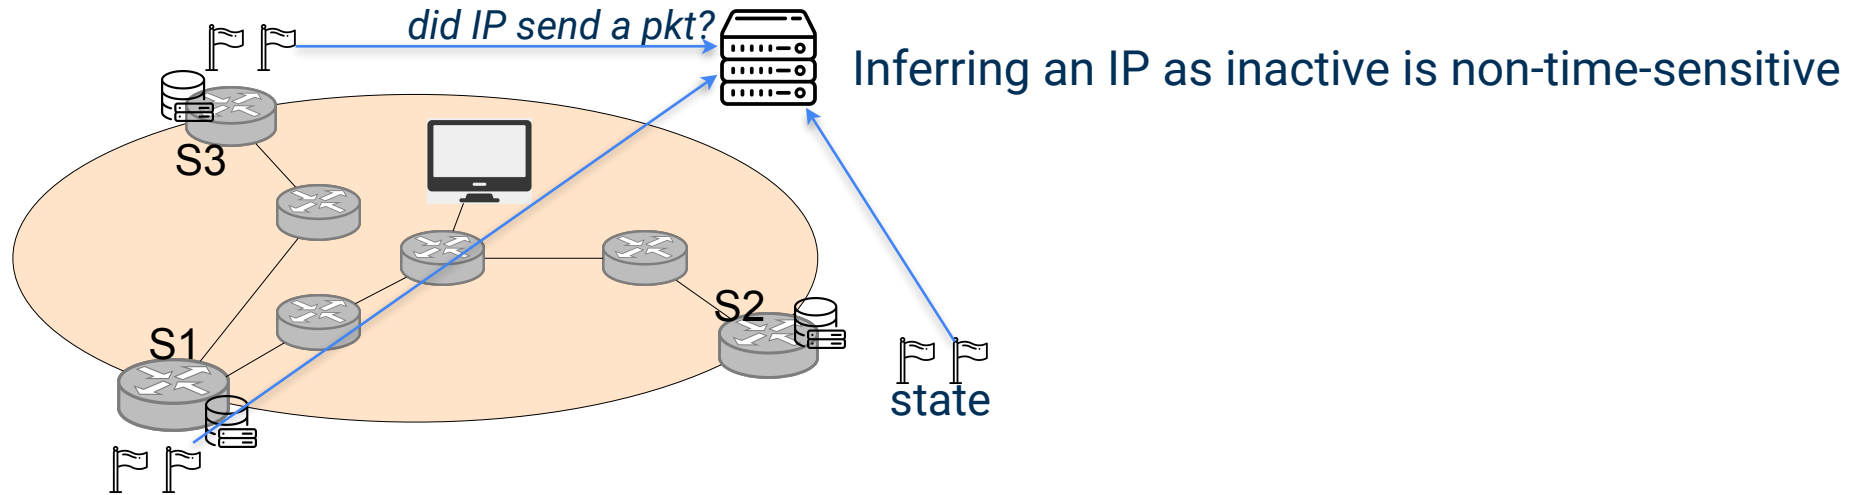 did IP send a pkt?
Inferring an IP as inactive is non-time-sensitive
S3
S2
S1
state